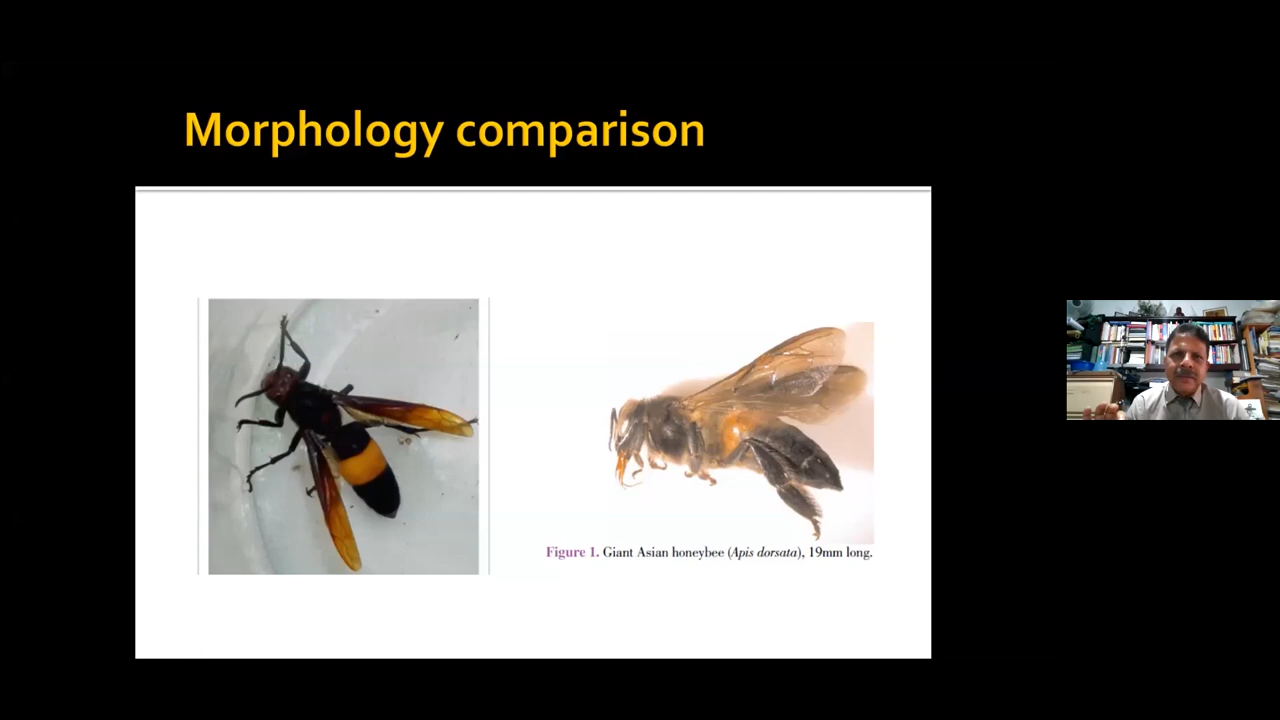 Morphology comparison
Figure 1. Giant Asian honeybee (Apis dorsata), 19mm long.